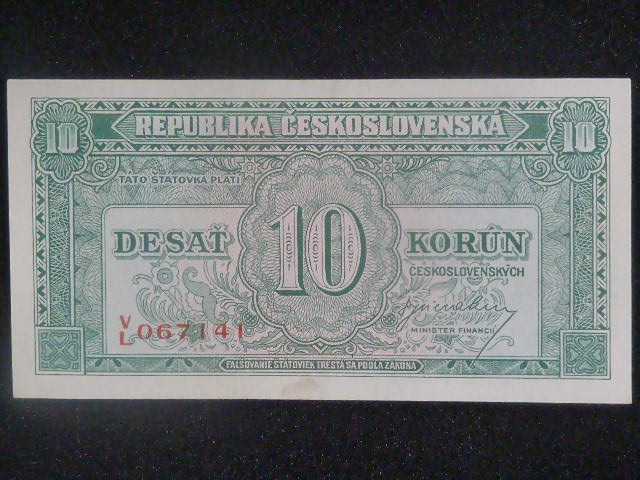 10 REPUBLIKA ČESKOSLOVENSKÁ 10
TÁTO ŠTÁTOVKA PLATÍ
DESAŤ 10 KORÚN
ČESKOSLOVENSKÝCH
V/L 067141
MINISTER FINANCIÍ
FALŠOVANIE ŠTÁTOVIEK TRESTÁ SA PODĽA ZÁKONA